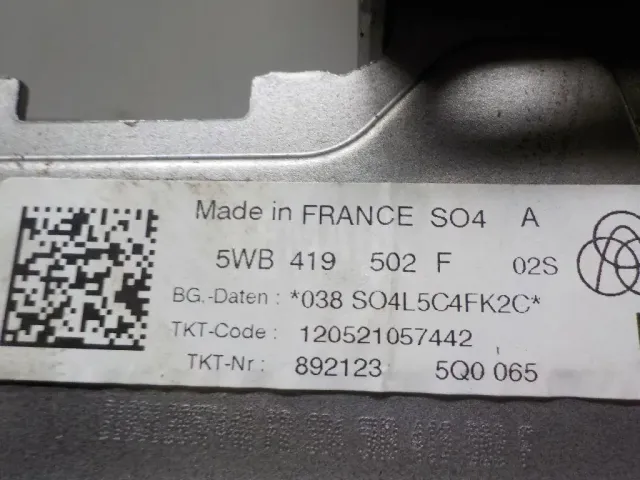 Made in FRANCE SO4 A
5WB 419 502 F 02S
BG.-Daten : *038 SO4L5C4FK2C*
TKT-Code : 120521057442
TKT-Nr : 892123 5Q0 065